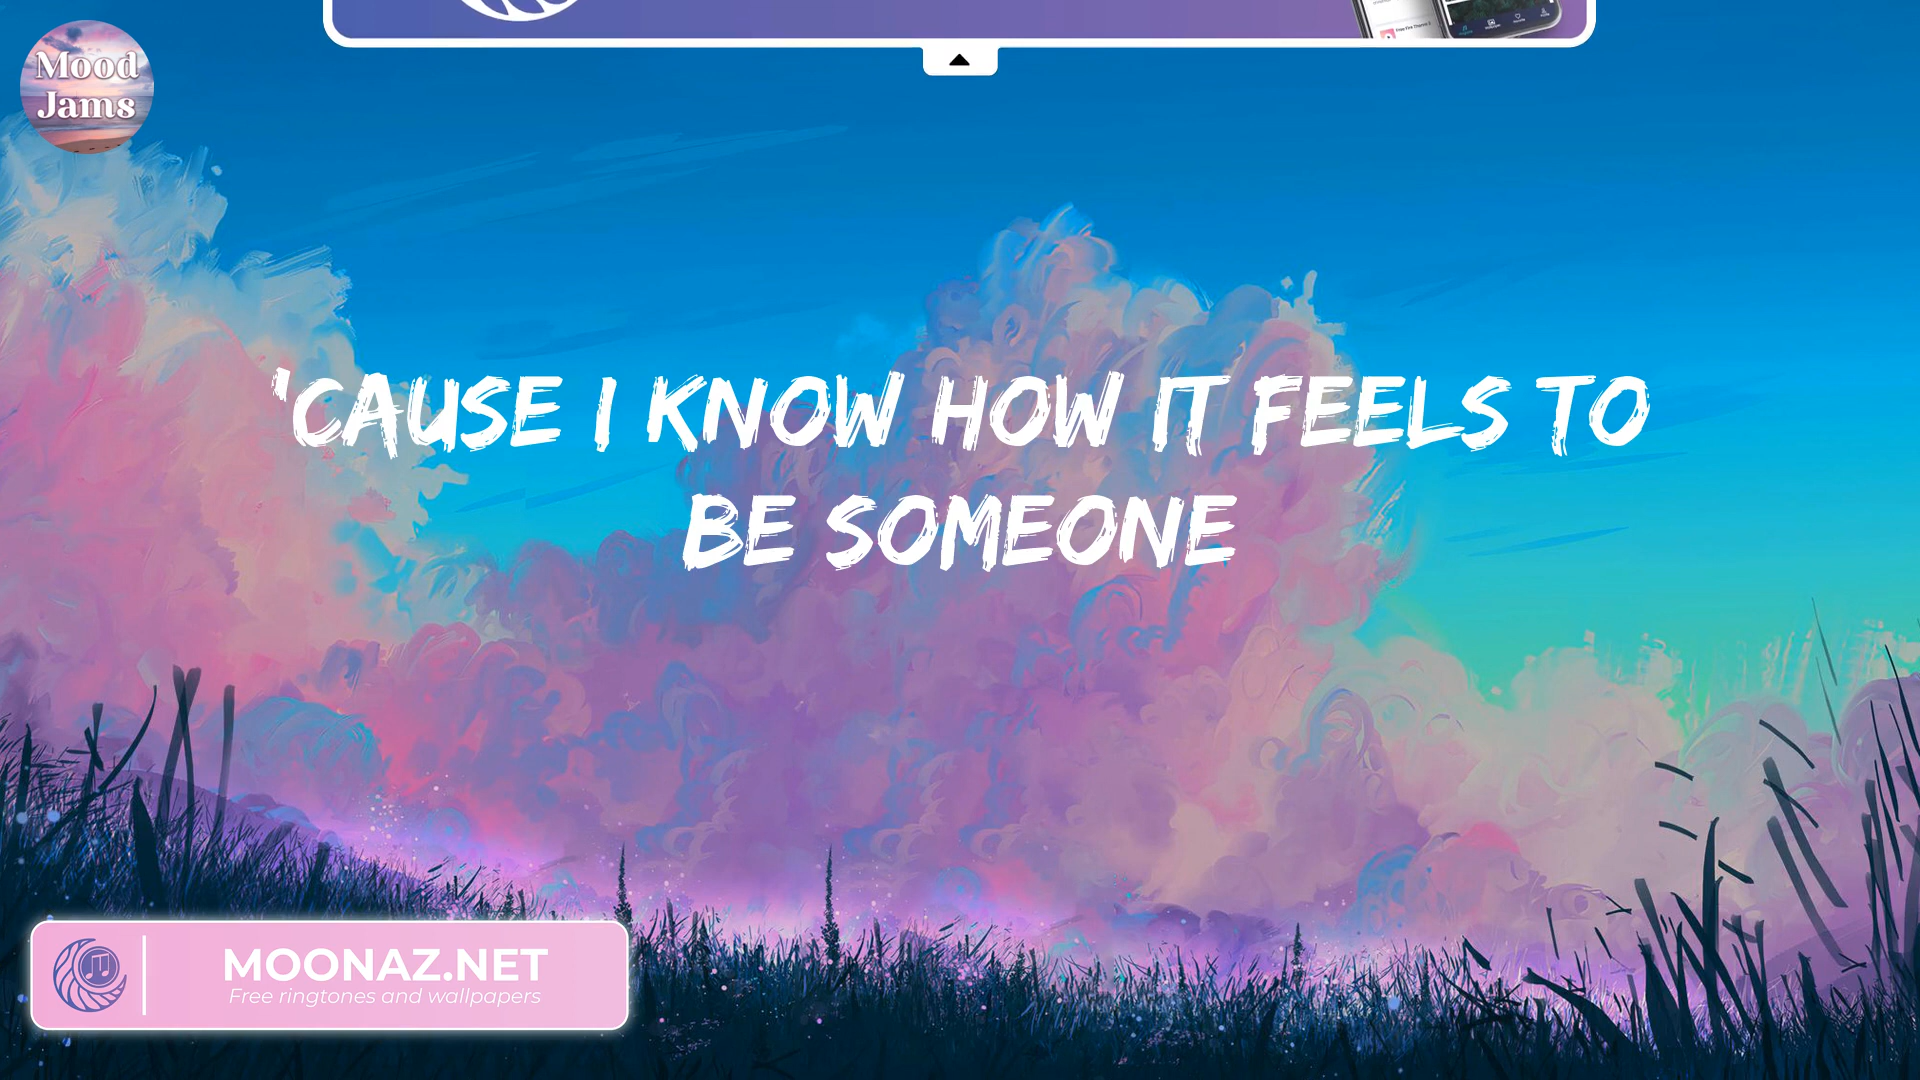 Mood
Jams
'CAUSE I KNOW HOW IT FEELS TO
BE SOMEONE
MOONAZ.NET
Free ringtones and wallpapers